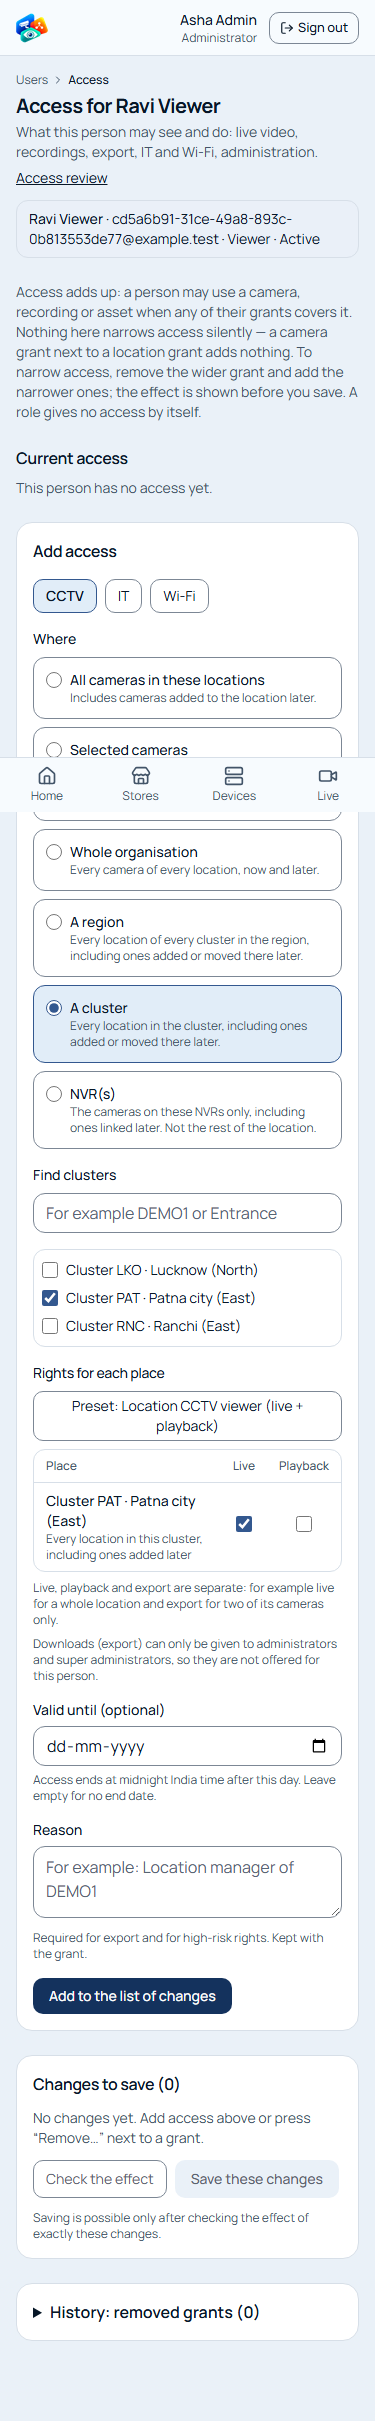 Asha Admin
Administrator
Sign out
Users > Access
Access for Ravi Viewer
What this person may see and do: live video,
recordings, export, IT and Wi-Fi, administration.
Access review
Ravi Viewer · cd5a6b91-31ce-49a8-893c-
0b813553de77@example.test · Viewer · Active
Access adds up: a person may use a camera,
recording or asset when any of their grants covers it.
Nothing here narrows access silently — a camera
grant next to a location grant adds nothing. To
narrow access, remove the wider grant and add the
narrower ones; the effect is shown before you save. A
role gives no access by itself.
Current access
This person has no access yet.
Add access
CCTV
IT
Wi-Fi
Where
All cameras in these locations
Includes cameras added to the location later.
Selected cameras
Home
Stores
Devices
Live
Whole organisation
Every camera of every location, now and later.
A region
Every location of every cluster in the region,
including ones added or moved there later.
A cluster
Every location in the cluster, including ones
added or moved there later.
NVR(s)
The cameras on these NVRs only, including
ones linked later. Not the rest of the location.
Find clusters
For example DEMO1 or Entrance
Cluster LKO · Lucknow (North)
Cluster PAT · Patna city (East)
Cluster RNC · Ranchi (East)
Rights for each place
Preset: Location CCTV viewer (live +
playback)
Place
Live
Playback
Cluster PAT · Patna city
(East)
Every location in this cluster,
including ones added later
Live, playback and export are separate: for example live
for a whole location and export for two of its cameras
only.
Downloads (export) can only be given to administrators
and super administrators, so they are not offered for
this person.
Valid until (optional)
dd-mm-yyyy
Access ends at midnight India time after this day. Leave
empty for no end date.
Reason
For example: Location manager of
DEMO1
Required for export and for high-risk rights. Kept with
the grant.
Add to the list of changes
Changes to save (0)
No changes yet. Add access above or press
“Remove…” next to a grant.
Check the effect
Save these changes
Saving is possible only after checking the effect of
exactly these changes.
History: removed grants (0)